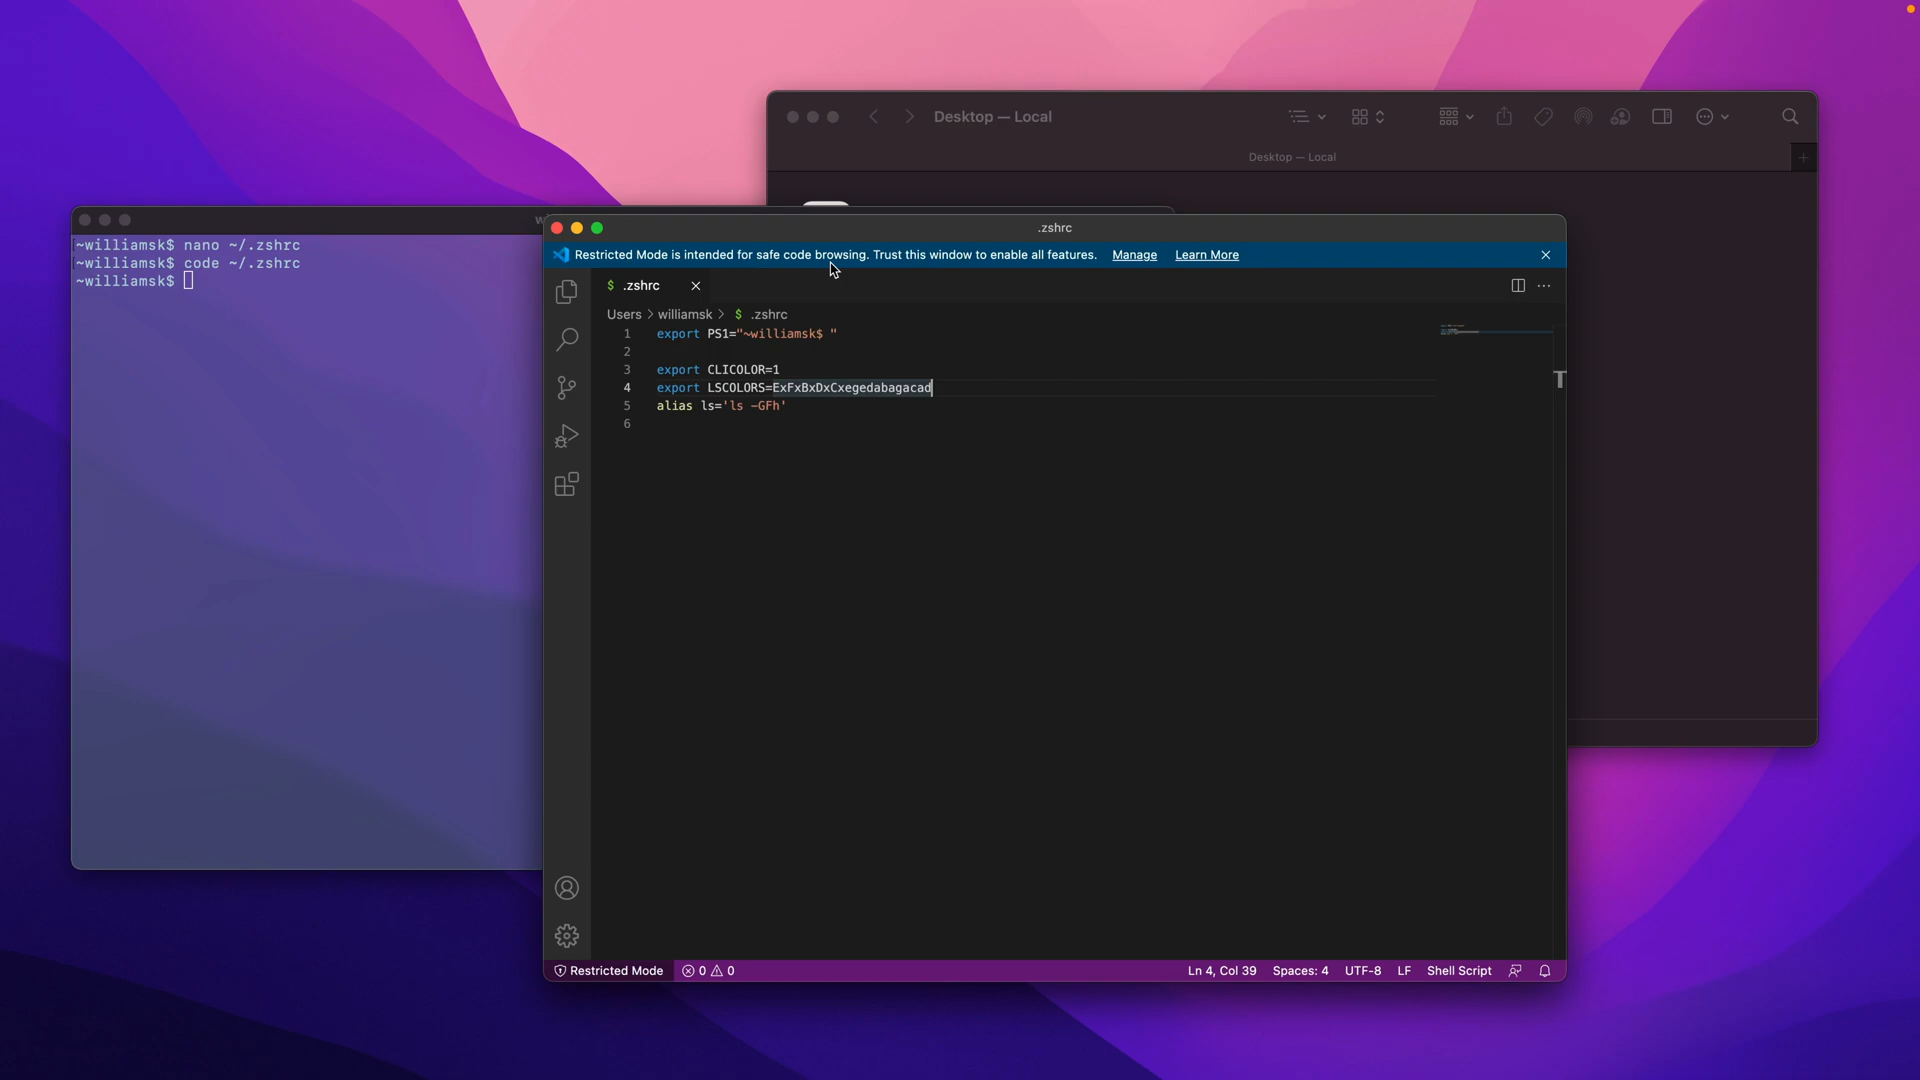 Desktop — Local
Desktop — Local
~williamsk$ nano ~/.zshrc
~williamsk$ code ~/.zshrc
~williamsk$
.zshrc
Restricted Mode is intended for safe code browsing. Trust this window to enable all features. Manage Learn More
$ .zshrc
Users > williamsk > $ .zshrc
1 export PS1="~williamsk$ "
2
3 export CLICOLOR=1
4 export LSCOLORS=ExFxBxDxCxegedabagacad
5 alias ls='ls -GFh'
6
Restricted Mode 0 0 Ln 4, Col 39 Spaces: 4 UTF-8 LF Shell Script